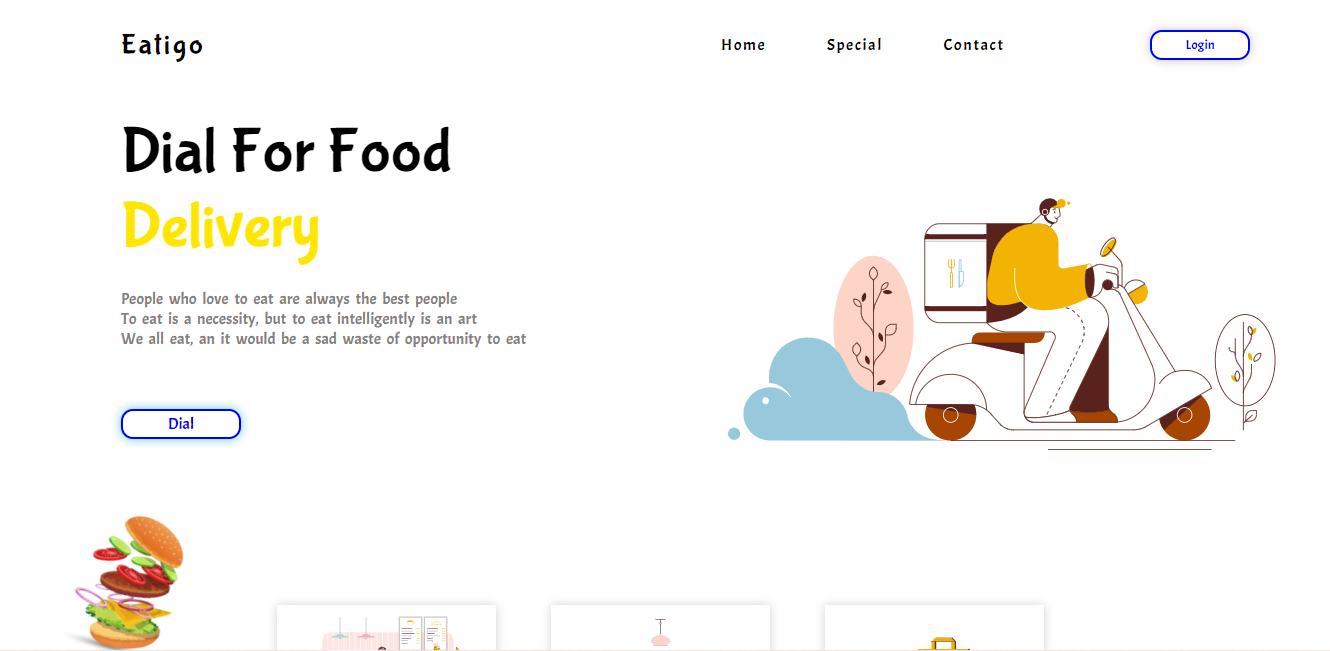 Eatigo
Home Special Contact Login
Dial For Food
Delivery
People who love to eat are always the best people
To eat is a necessity, but to eat intelligently is an art
We all eat, an it would be a sad waste of opportunity to eat
Dial